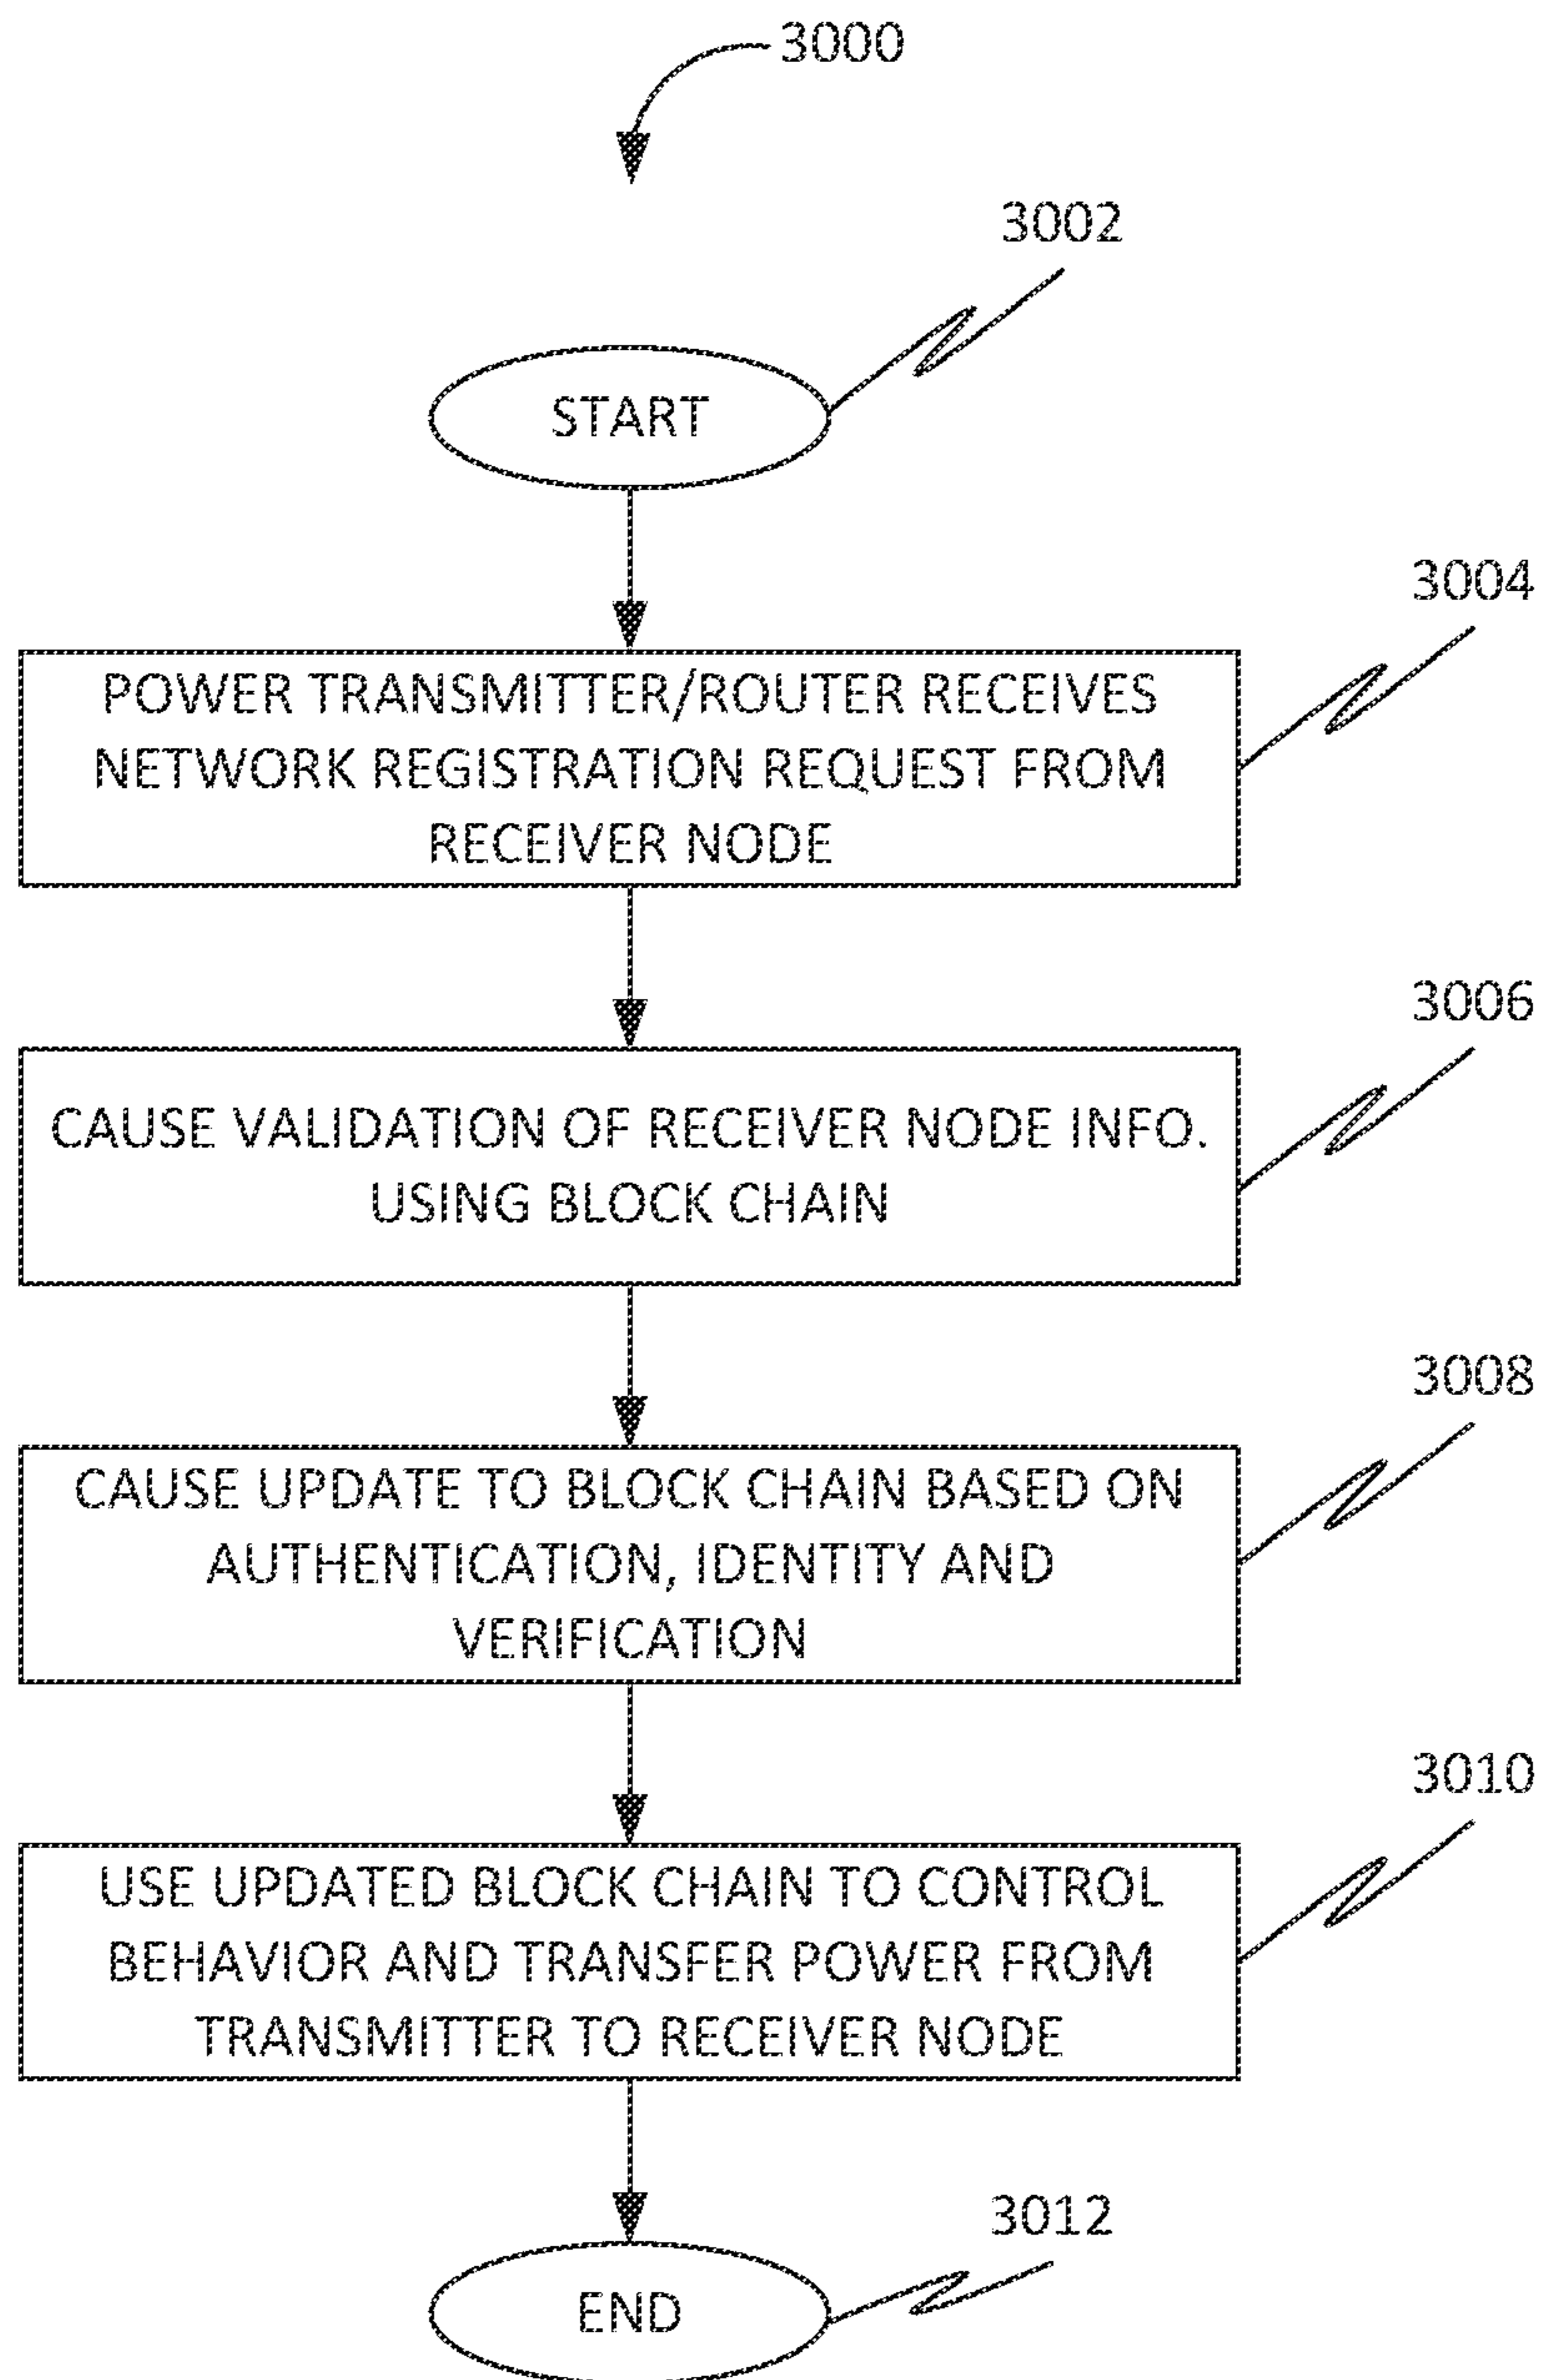 3000
3002
START
3004
POWER TRANSMITTER/ROUTER RECEIVES
NETWORK REGISTRATION REQUEST FROM
RECEIVER NODE
3006
CAUSE VALIDATION OF RECEIVER NODE INFO.
USING BLOCK CHAIN
3008
CAUSE UPDATE TO BLOCK CHAIN BASED ON
AUTHENTICATION, IDENTITY AND
VERIFICATION
3010
USE UPDATED BLOCK CHAIN TO CONTROL
BEHAVIOR AND TRANSFER POWER FROM
TRANSMITTER TO RECEIVER NODE
3012
END